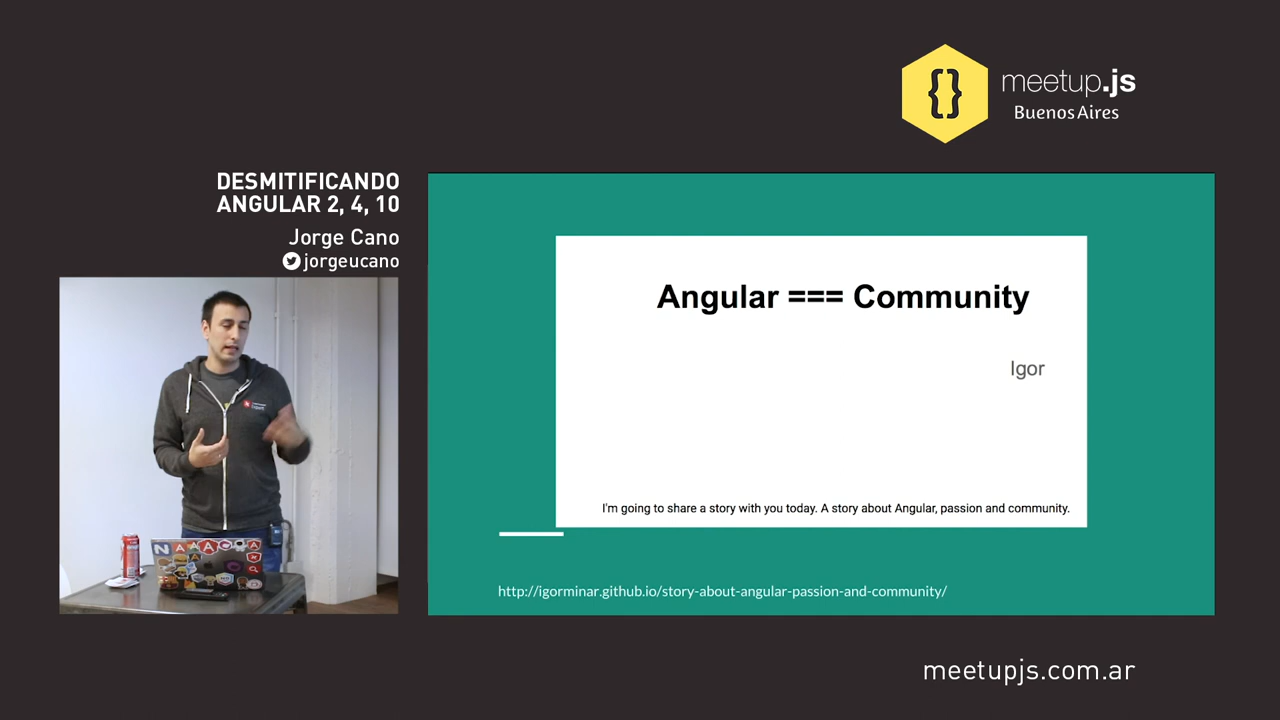 {}
meetup.js
Buenos Aires
DESMITIFICANDO
ANGULAR 2, 4, 10
Jorge Cano
jorgeucano
Angular === Community
Igor
I'm going to share a story with you today. A story about Angular, passion and community.
http://igorminar.github.io/story-about-angular-passion-and-community/
meetupjs.com.ar